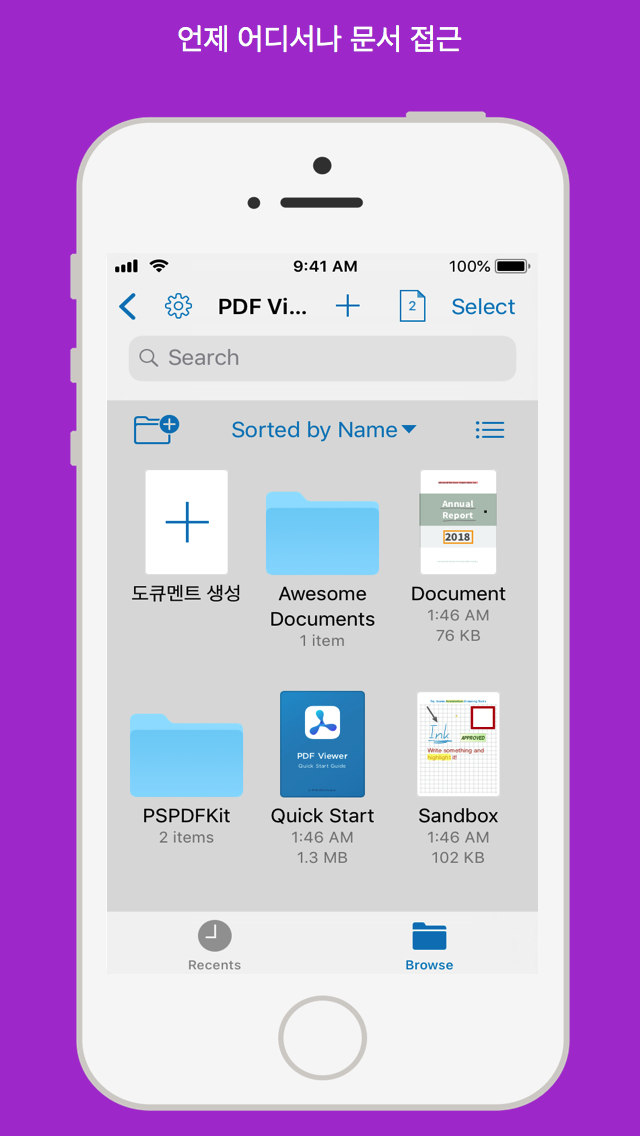 언제 어디서나 문서 접근
9:41 AM
100%
PDF Vi...
2
Select
Search
Sorted by Name
Annual
Report
2018
도큐멘트 생성
Awesome
Documents
1 item
Document
1:46 AM
76 KB
PDF Viewer
Quick Start Guide
Ink
APPROVED
Write something and
highlight it!
PSPDFKit
2 items
Quick Start
1:46 AM
1.3 MB
Sandbox
1:46 AM
102 KB
Recents
Browse